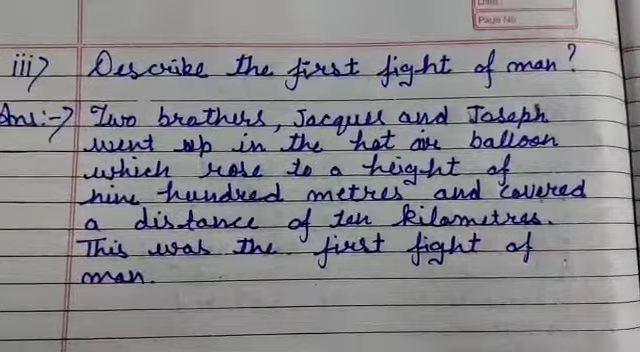 Page No.
iii) Describe the first fight of man?
Ans:-> Two brothers, Jacques and Joseph
went up in the hot air balloon
which rose to a height of
nine hundred metres and covered
a distance of ten kilometres.
This was the first fight of
man.